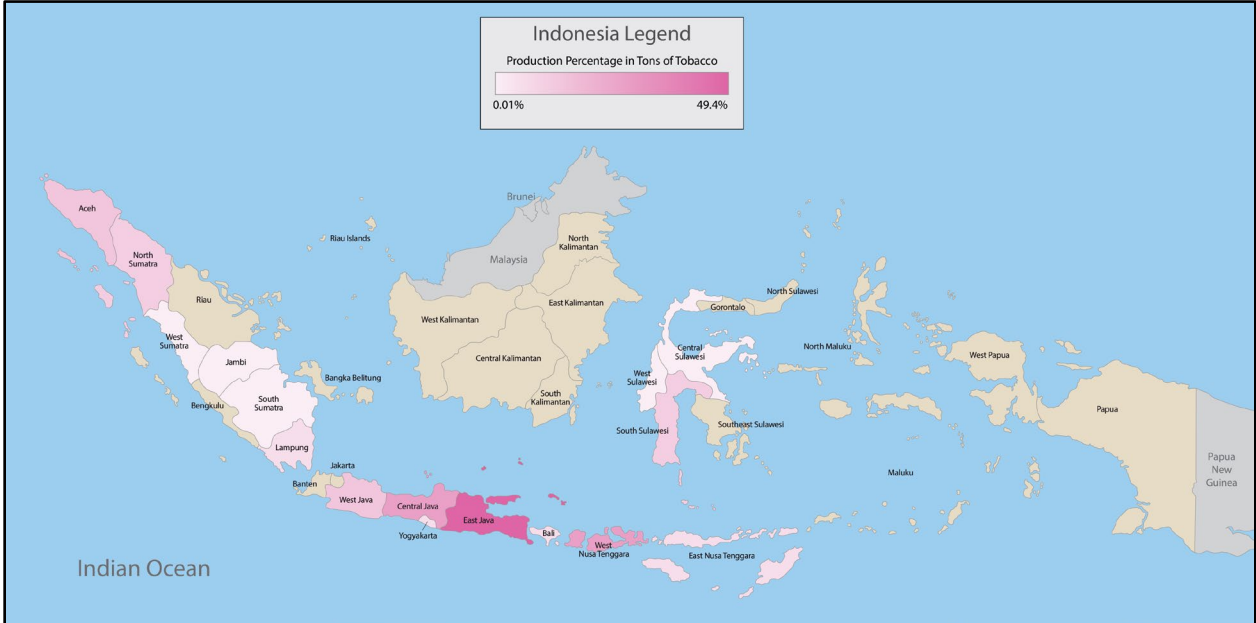 Indonesia Legend
Production Percentage in Tons of Tobacco
0.01%
49.4%
Aceh
North
Sumatra
Riau Islands
Riau
West
Sumatra
Jambi
Bangka Belitung
South
Sumatra
Bengkulu
Lampung
Brunei
Malaysia
North
Kalimantan
East Kalimantan
West Kalimantan
Central Kalimantan
South
Kalimantan
North Sulawesi
Gorontalo
Central
Sulawesi
West
Sulawesi
South Sulawesi
Southeast Sulawesi
North Maluku
Maluku
West Papua
Papua
Papua
New
Guinea
Jakarta
Banten
West Java
Central Java
Yogyakarta
East Java
Bali
West
Nusa Tenggara
East Nusa Tenggara
Indian Ocean